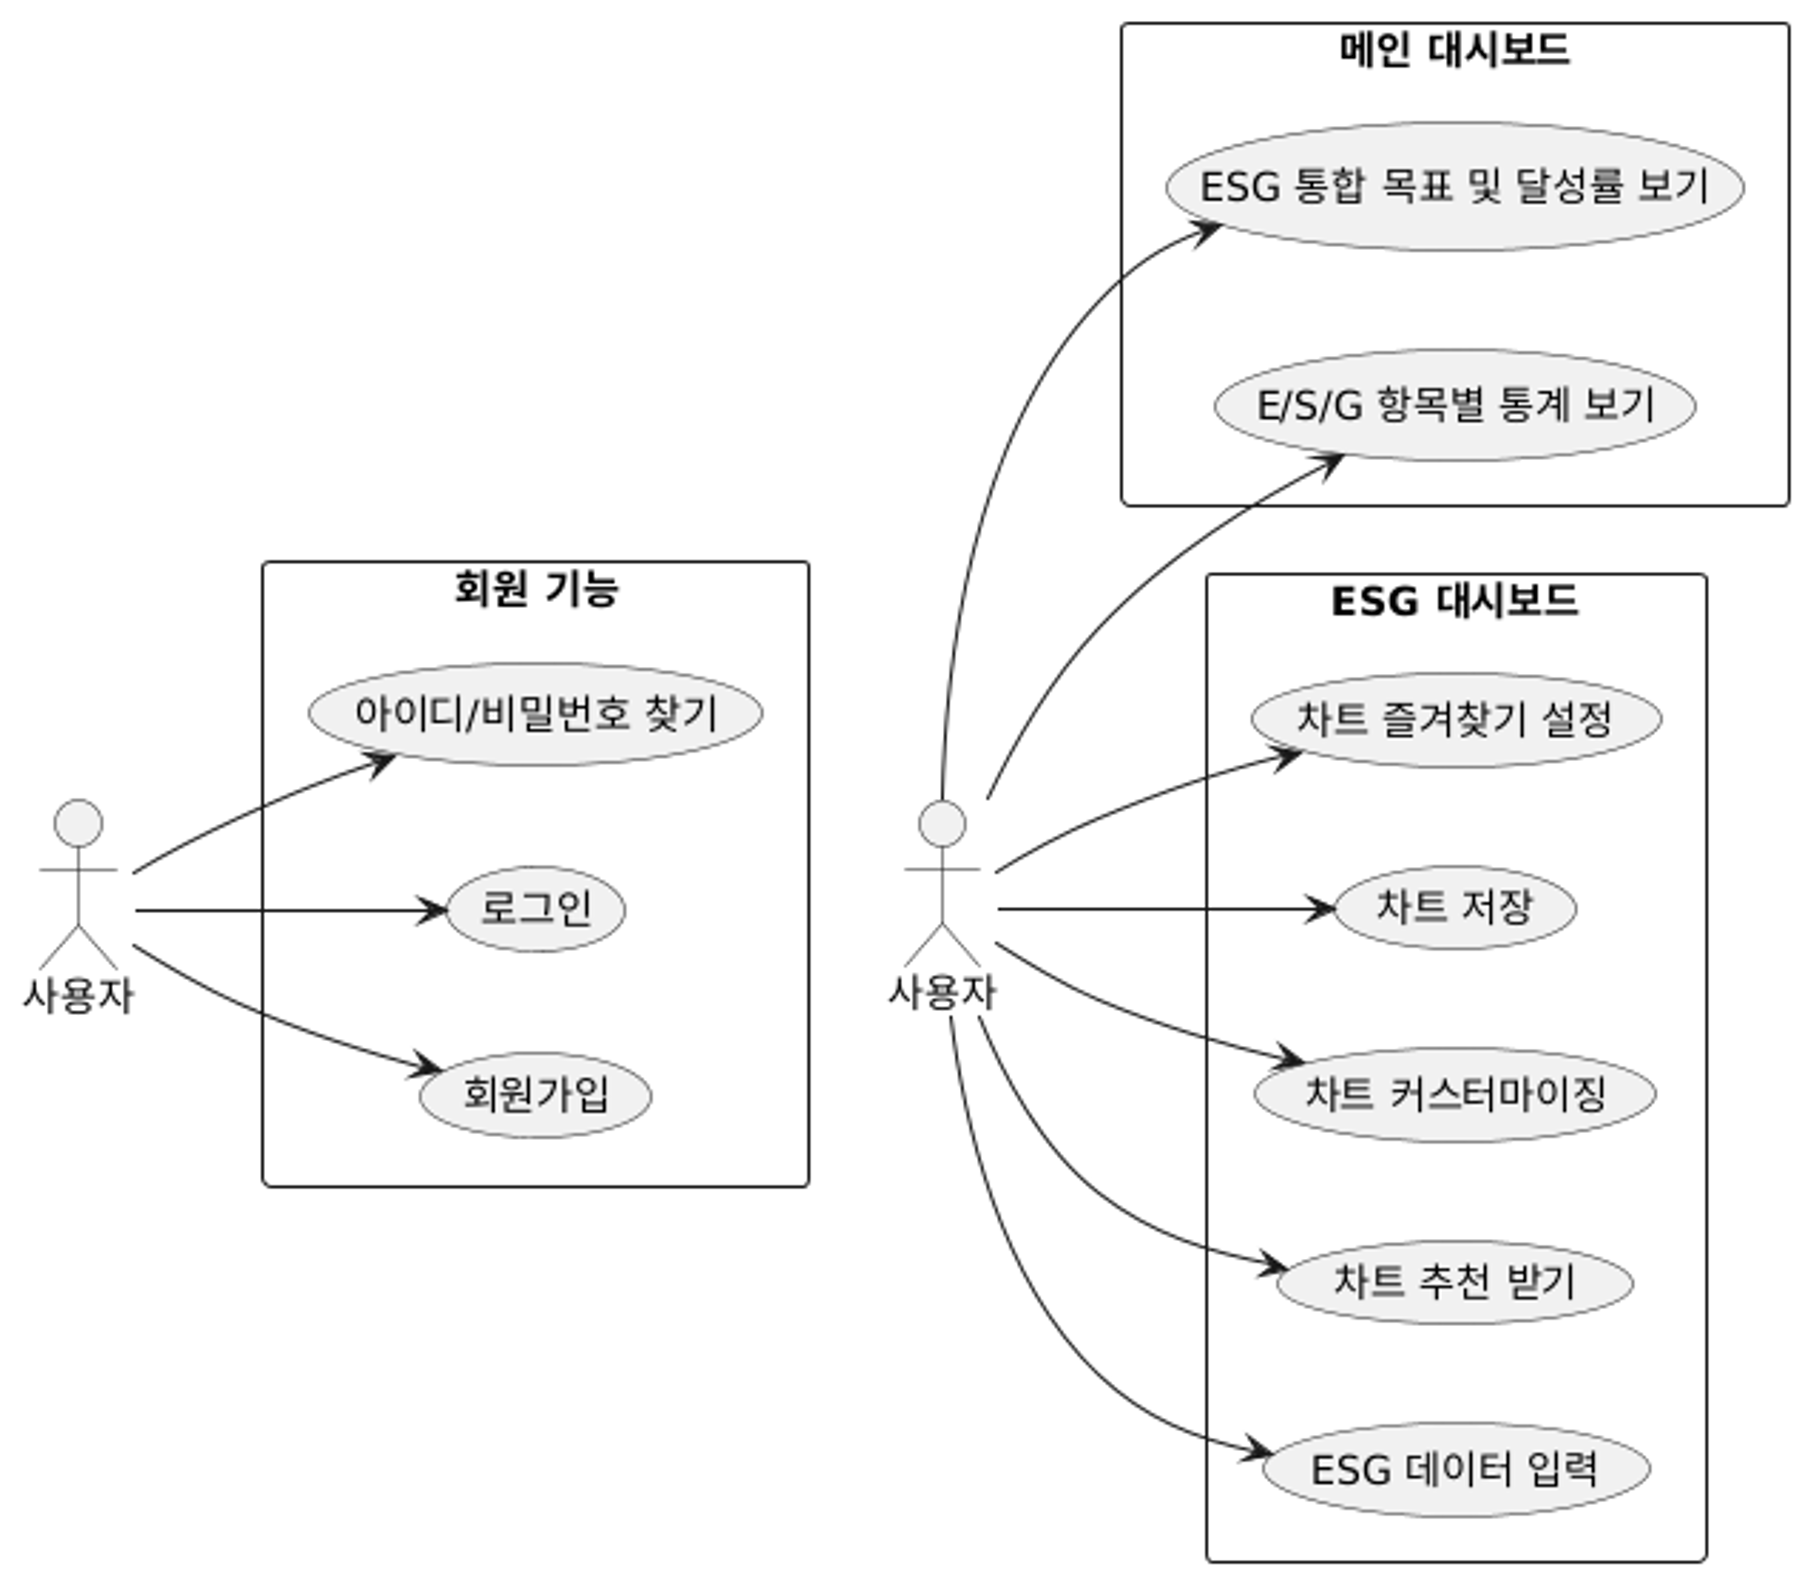 회원 기능
아이디/비밀번호 찾기
로그인
회원가입
사용자
메인 대시보드
ESG 통합 목표 및 달성률 보기
E/S/G 항목별 통계 보기
사용자
ESG 대시보드
차트 즐겨찾기 설정
차트 저장
차트 커스터마이징
차트 추천 받기
ESG 데이터 입력